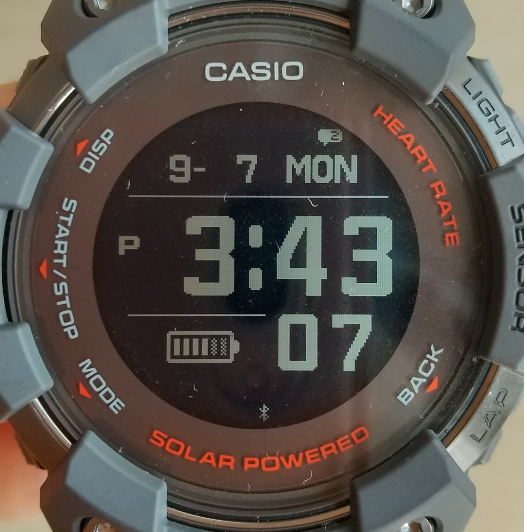 CASIO
LIGHT
DISP
HEART RATE
9- 7 MON
START/STOP
P 3:43
07
SENSOR
MODE
BACK
LAP
SOLAR POWERED